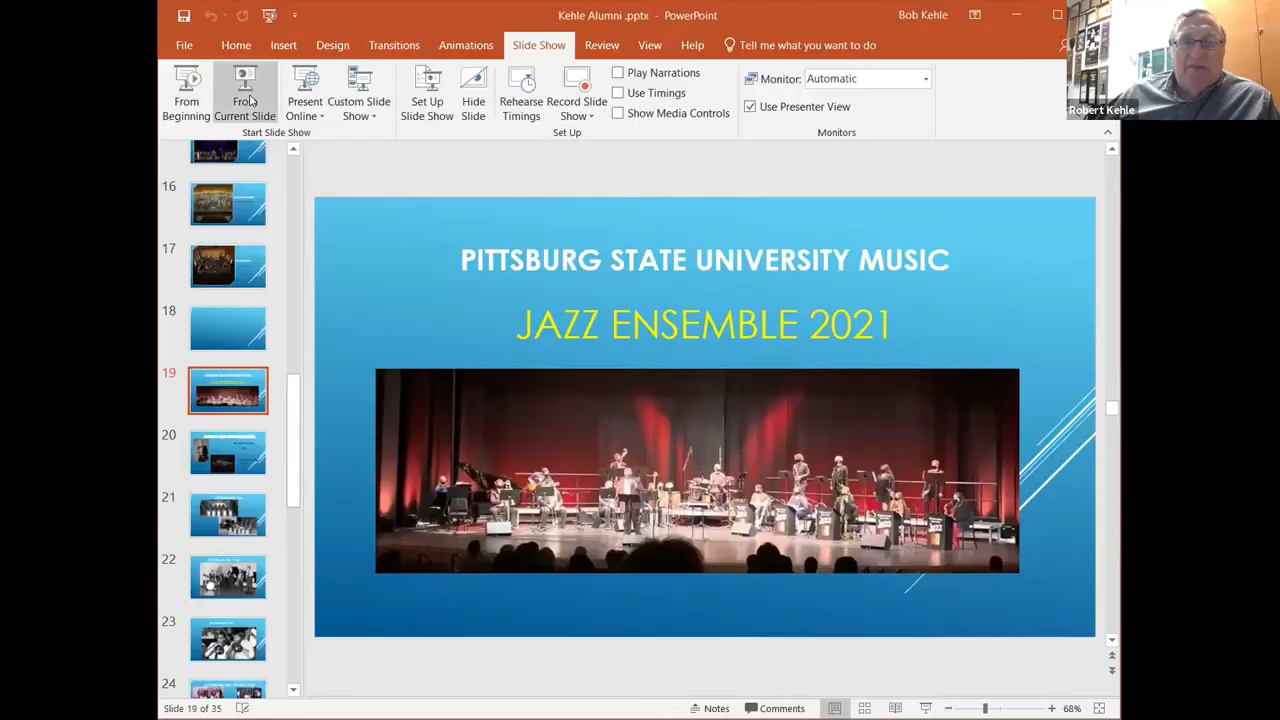 Kehle Alumni .pptx - PowerPoint
Bob Kehle
File Home Insert Design Transitions Animations Slide Show Review View Help Tell me what you want to do
From Beginning
From Current Slide
Present Online
Custom Slide Show
Set Up Slide Show
Hide Slide
Rehearse Timings
Record Slide Show
Play Narrations
Use Timings
Show Media Controls
Monitor: Automatic
Use Presenter View
Start Slide Show
Set Up
Monitors
Robert Kehle
16
17
18
19
20
21
22
23
24
PITTSBURG STATE UNIVERSITY MUSIC
JAZZ ENSEMBLE 2021
Slide 19 of 35
Notes
Comments
68%